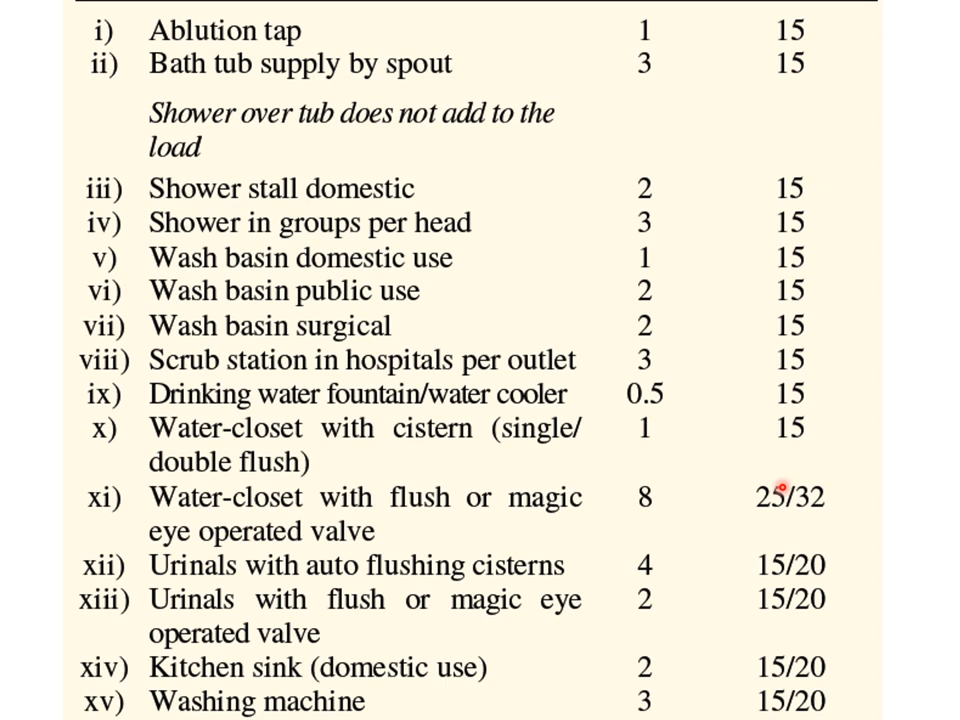 i) Ablution tap 1 15
ii) Bath tub supply by spout 3 15
Shower over tub does not add to the
load
iii) Shower stall domestic 2 15
iv) Shower in groups per head 3 15
v) Wash basin domestic use 1 15
vi) Wash basin public use 2 15
vii) Wash basin surgical 2 15
viii) Scrub station in hospitals per outlet 3 15
ix) Drinking water fountain/water cooler 0.5 15
x) Water-closet with cistern (single/ 1 15
double flush)
xi) Water-closet with flush or magic 8 25/32
eye operated valve
xii) Urinals with auto flushing cisterns 4 15/20
xiii) Urinals with flush or magic eye 2 15/20
operated valve
xiv) Kitchen sink (domestic use) 2 15/20
xv) Washing machine 3 15/20